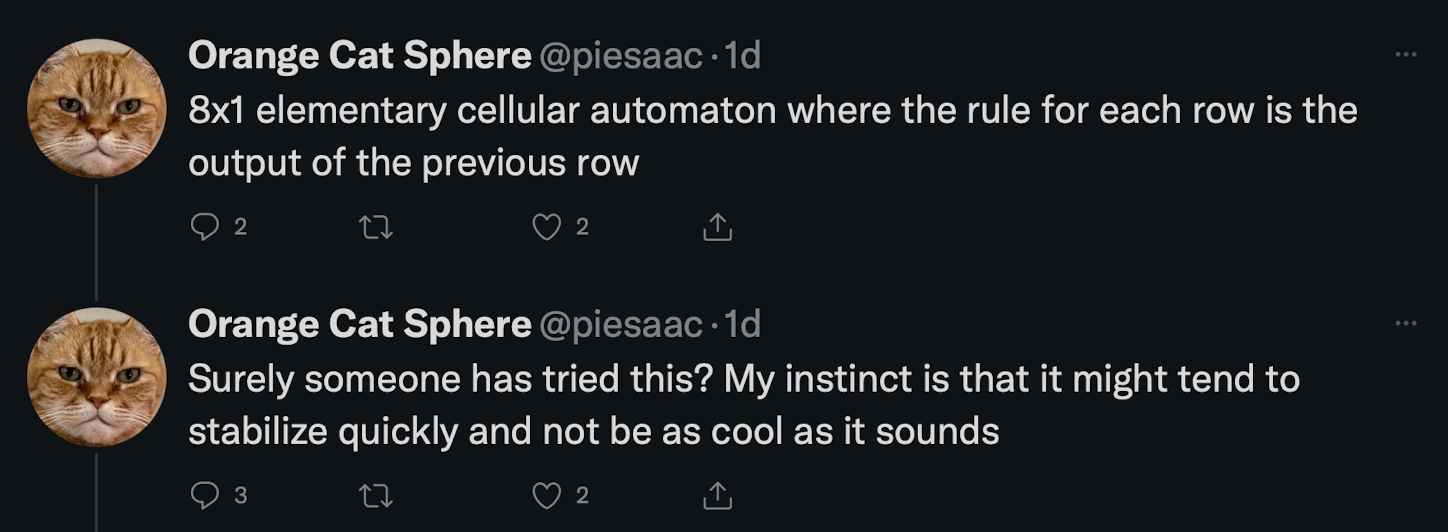 Orange Cat Sphere @piesaac · 1d
8x1 elementary cellular automaton where the rule for each row is the
output of the previous row
2 2
Orange Cat Sphere @piesaac · 1d
Surely someone has tried this? My instinct is that it might tend to
stabilize quickly and not be as cool as it sounds
3 2